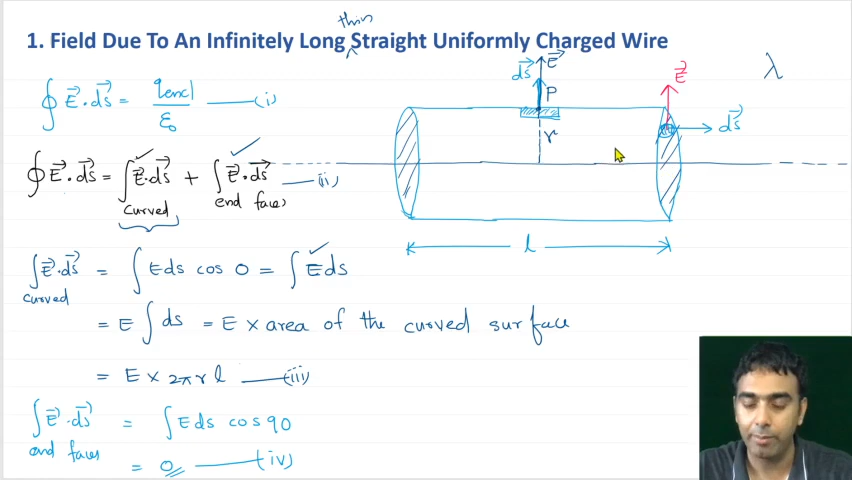 thin
1. Field Due To An Infinitely Long ^ Straight Uniformly Charged Wire
∮ E⃗ · ds⃗ = qencl / ε₀ —— (i)
∮ E⃗ · ds⃗ = ∫ E⃗ · ds⃗ + ∫ E⃗ · ds⃗ —— (ii)
curved end faces
∫ E⃗ · ds⃗ = ∫ E ds cos 0 = ∫ E ds
curved
= E ∫ ds = E × area of the curved surface
= E × 2πrl —— (iii)
∫ E⃗ · ds⃗ = ∫ E ds cos 90
end faces
= 0 —— (iv)
ds⃗ E⃗
P
r
E⃗
ds⃗
λ
l